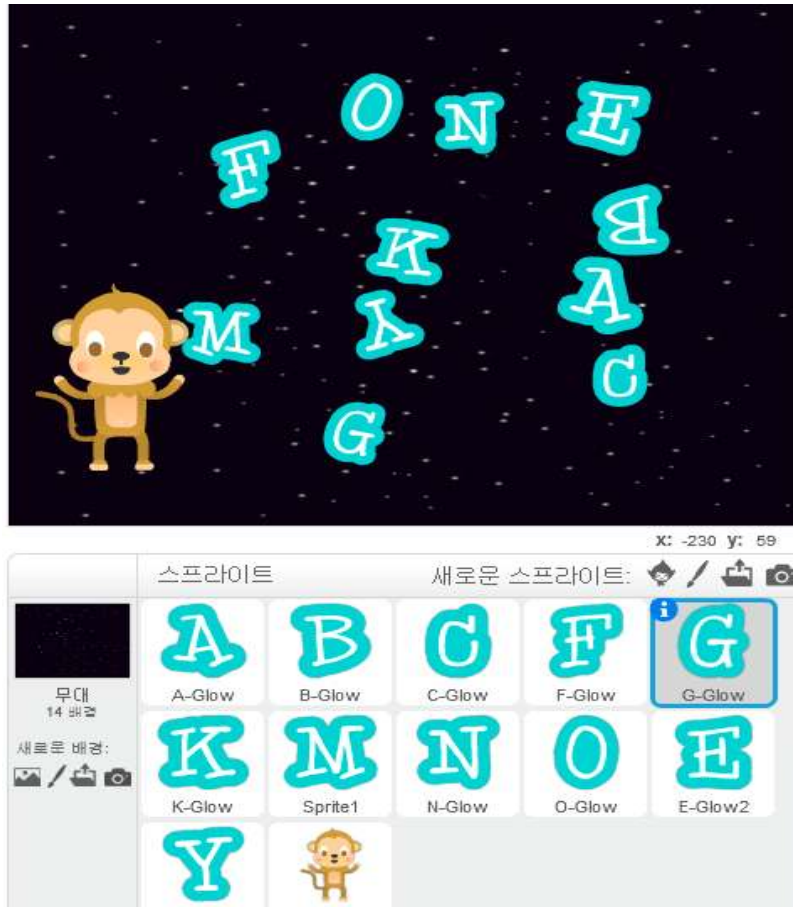 O N E
F
B
K
A
M Y
C
G
x: -230 y: 59
스프라이트 새로운 스프라이트:
무대
14 배경
새로운 배경:
A B C F G
A-Glow B-Glow C-Glow F-Glow G-Glow
K M N O E
K-Glow Sprite1 N-Glow O-Glow E-Glow2
Y